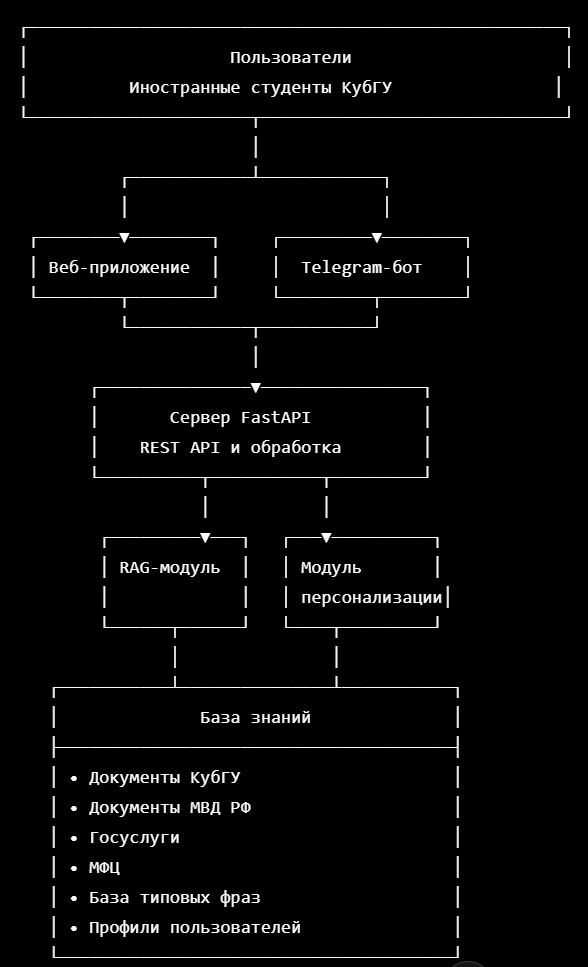 Пользователи
Иностранные студенты КубГУ
Веб-приложение
Telegram-бот
Сервер FastAPI
REST API и обработка
RAG-модуль
Модуль
персонализации
База знаний
• Документы КубГУ
• Документы МВД РФ
• Госуслуги
• МФЦ
• База типовых фраз
• Профили пользователей